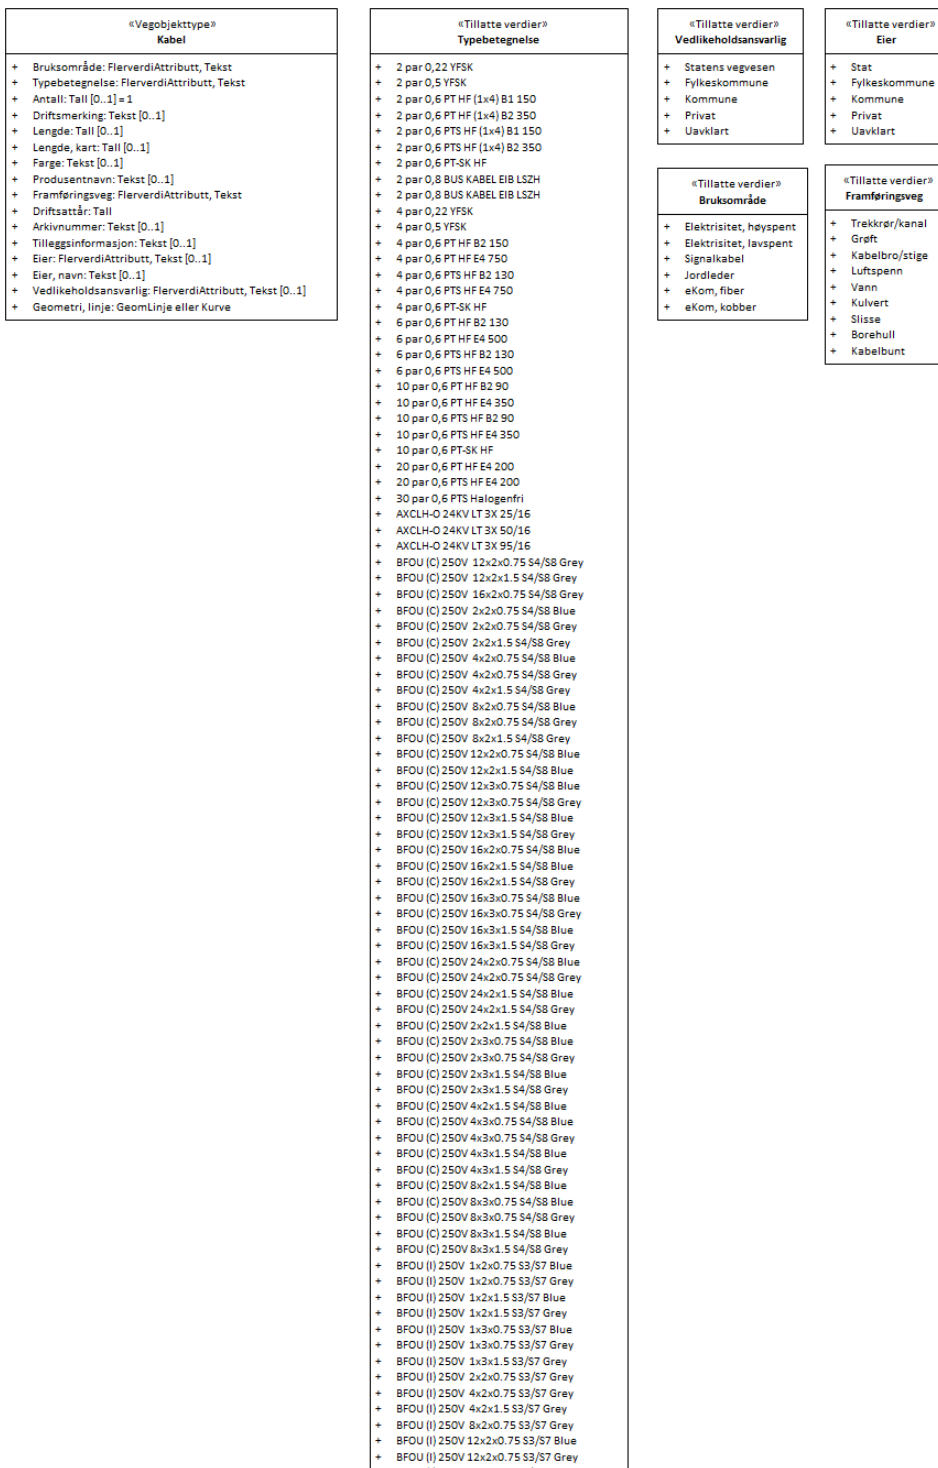 «Vegobjekttype»
Kabel
+ Bruksområde: FlerverdiAttributt, Tekst
+ Typebetegnelse: FlerverdiAttributt, Tekst
+ Antall: Tall [0..1] = 1
+ Driftsmerking: Tekst [0..1]
+ Lengde: Tall [0..1]
+ Lengde, kart: Tall [0..1]
+ Farge: Tekst [0..1]
+ Produsentnavn: Tekst [0..1]
+ Framføringsveg: FlerverdiAttributt, Tekst
+ Driftsattår: Tall
+ Arkivnummer: Tekst [0..1]
+ Tilleggsinformasjon: Tekst [0..1]
+ Eier: FlerverdiAttributt, Tekst [0..1]
+ Eier, navn: Tekst [0..1]
+ Vedlikeholdsansvarlig: FlerverdiAttributt, Tekst [0..1]
+ Geometri, linje: GeomLinje eller Kurve
«Tillatte verdier»
Typebetegnelse
+ 2 par 0,22 YFSK
+ 2 par 0,5 YFSK
+ 2 par 0,6 PT HF (1x4) B1 150
+ 2 par 0,6 PT HF (1x4) B2 350
+ 2 par 0,6 PTS HF (1x4) B1 150
+ 2 par 0,6 PTS HF (1x4) B2 350
+ 2 par 0,6 PT-SK HF
+ 2 par 0,8 BUS KABEL EIB LSZH
+ 2 par 0,8 BUS KABEL EIB LSZH
+ 4 par 0,22 YFSK
+ 4 par 0,5 YFSK
+ 4 par 0,6 PT HF B2 150
+ 4 par 0,6 PT HF E4 750
+ 4 par 0,6 PTS HF B2 130
+ 4 par 0,6 PTS HF E4 750
+ 4 par 0,6 PT-SK HF
+ 6 par 0,6 PT HF B2 130
+ 6 par 0,6 PT HF E4 500
+ 6 par 0,6 PTS HF B2 130
+ 6 par 0,6 PTS HF E4 500
+ 10 par 0,6 PT HF B2 90
+ 10 par 0,6 PT HF E4 350
+ 10 par 0,6 PTS HF B2 90
+ 10 par 0,6 PTS HF E4 350
+ 10 par 0,6 PT-SK HF
+ 20 par 0,6 PT HF E4 200
+ 20 par 0,6 PTS HF E4 200
+ 30 par 0,6 PTS Halogenfri
+ AXCLH-O 24KV LT 3X 25/16
+ AXCLH-O 24KV LT 3X 50/16
+ AXCLH-O 24KV LT 3X 95/16
+ BFOU (C) 250V 12x2x0.75 S4/S8 Grey
+ BFOU (C) 250V 12x2x1.5 S4/S8 Grey
+ BFOU (C) 250V 16x2x0.75 S4/S8 Grey
+ BFOU (C) 250V 2x2x0.75 S4/S8 Blue
+ BFOU (C) 250V 2x2x0.75 S4/S8 Grey
+ BFOU (C) 250V 2x2x1.5 S4/S8 Grey
+ BFOU (C) 250V 4x2x0.75 S4/S8 Blue
+ BFOU (C) 250V 4x2x0.75 S4/S8 Grey
+ BFOU (C) 250V 4x2x1.5 S4/S8 Grey
+ BFOU (C) 250V 8x2x0.75 S4/S8 Blue
+ BFOU (C) 250V 8x2x0.75 S4/S8 Grey
+ BFOU (C) 250V 8x2x1.5 S4/S8 Grey
+ BFOU (C) 250V 12x2x0.75 S4/S8 Blue
+ BFOU (C) 250V 12x2x1.5 S4/S8 Blue
+ BFOU (C) 250V 12x3x0.75 S4/S8 Blue
+ BFOU (C) 250V 12x3x0.75 S4/S8 Grey
+ BFOU (C) 250V 12x3x1.5 S4/S8 Blue
+ BFOU (C) 250V 12x3x1.5 S4/S8 Grey
+ BFOU (C) 250V 16x2x0.75 S4/S8 Blue
+ BFOU (C) 250V 16x2x1.5 S4/S8 Blue
+ BFOU (C) 250V 16x2x1.5 S4/S8 Grey
+ BFOU (C) 250V 16x3x0.75 S4/S8 Blue
+ BFOU (C) 250V 16x3x0.75 S4/S8 Grey
+ BFOU (C) 250V 16x3x1.5 S4/S8 Blue
+ BFOU (C) 250V 16x3x1.5 S4/S8 Grey
+ BFOU (C) 250V 24x2x0.75 S4/S8 Blue
+ BFOU (C) 250V 24x2x0.75 S4/S8 Grey
+ BFOU (C) 250V 24x2x1.5 S4/S8 Blue
+ BFOU (C) 250V 24x2x1.5 S4/S8 Grey
+ BFOU (C) 250V 2x2x1.5 S4/S8 Blue
+ BFOU (C) 250V 2x3x0.75 S4/S8 Blue
+ BFOU (C) 250V 2x3x0.75 S4/S8 Grey
+ BFOU (C) 250V 2x3x1.5 S4/S8 Blue
+ BFOU (C) 250V 2x3x1.5 S4/S8 Grey
+ BFOU (C) 250V 4x2x1.5 S4/S8 Blue
+ BFOU (C) 250V 4x3x0.75 S4/S8 Blue
+ BFOU (C) 250V 4x3x0.75 S4/S8 Grey
+ BFOU (C) 250V 4x3x1.5 S4/S8 Blue
+ BFOU (C) 250V 4x3x1.5 S4/S8 Grey
+ BFOU (C) 250V 8x2x1.5 S4/S8 Blue
+ BFOU (C) 250V 8x3x0.75 S4/S8 Blue
+ BFOU (C) 250V 8x3x0.75 S4/S8 Grey
+ BFOU (C) 250V 8x3x1.5 S4/S8 Blue
+ BFOU (C) 250V 8x3x1.5 S4/S8 Grey
+ BFOU (I) 250V 1x2x0.75 S3/S7 Blue
+ BFOU (I) 250V 1x2x0.75 S3/S7 Grey
+ BFOU (I) 250V 1x2x1.5 S3/S7 Blue
+ BFOU (I) 250V 1x2x1.5 S3/S7 Grey
+ BFOU (I) 250V 1x3x0.75 S3/S7 Blue
+ BFOU (I) 250V 1x3x0.75 S3/S7 Grey
+ BFOU (I) 250V 1x3x1.5 S3/S7 Grey
+ BFOU (I) 250V 2x2x0.75 S3/S7 Grey
+ BFOU (I) 250V 4x2x0.75 S3/S7 Grey
+ BFOU (I) 250V 4x2x1.5 S3/S7 Grey
+ BFOU (I) 250V 8x2x0.75 S3/S7 Grey
+ BFOU (I) 250V 12x2x0.75 S3/S7 Blue
+ BFOU (I) 250V 12x2x0.75 S3/S7 Grey
«Tillatte verdier»
Vedlikeholdsansvarlig
+ Statens vegvesen
+ Fylkeskommune
+ Kommune
+ Privat
+ Uavklart
«Tillatte verdier»
Eier
+ Stat
+ Fylkeskommune
+ Kommune
+ Privat
+ Uavklart
«Tillatte verdier»
Bruksområde
+ Elektrisitet, høyspent
+ Elektrisitet, lavspent
+ Signalkabel
+ Jordleder
+ eKom, fiber
+ eKom, kobber
«Tillatte verdier»
Framføringsveg
+ Trekkrør/kanal
+ Grøft
+ Kabelbro/stige
+ Luftspenn
+ Vann
+ Kulvert
+ Slisse
+ Borehull
+ Kabelbunt